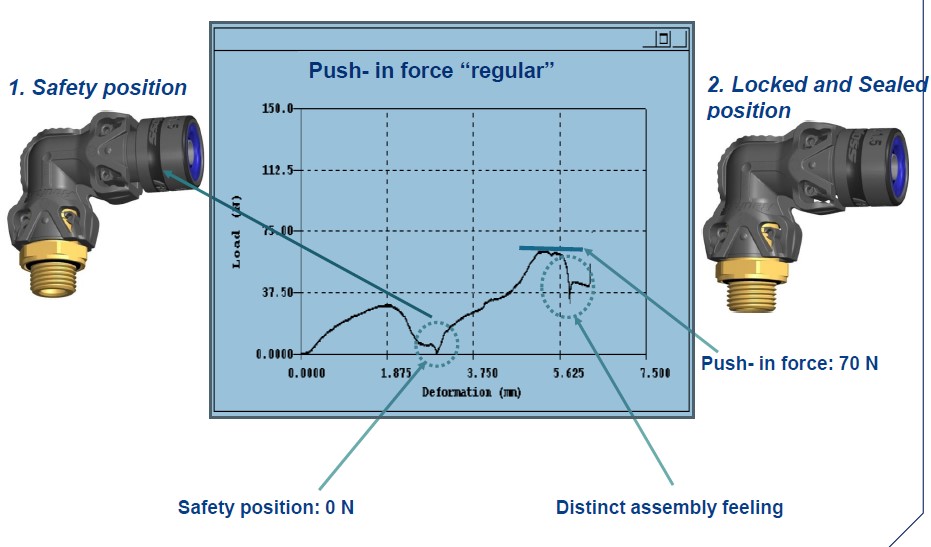 Push- in force “regular”
1. Safety position
2. Locked and Sealed
position
150.0
112.5
75.00
37.50
0.0000
Load (N)
0.0000 1.875 3.750 5.625 7.500
Deformation (mm)
Push- in force: 70 N
Safety position: 0 N
Distinct assembly feeling